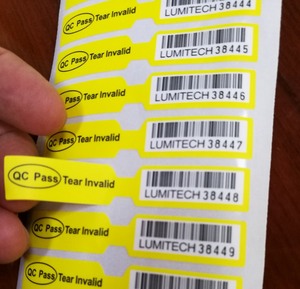 QC Pass Tear Invalid LUMITECH 38444
QC Pass Tear Invalid LUMITECH 38445
QC Pass Tear Invalid LUMITECH 38446
QC Pass Tear Invalid LUMITECH 38447
QC Pass Tear Invalid LUMITECH 38448
QC Pass Tear Invalid LUMITECH 38449